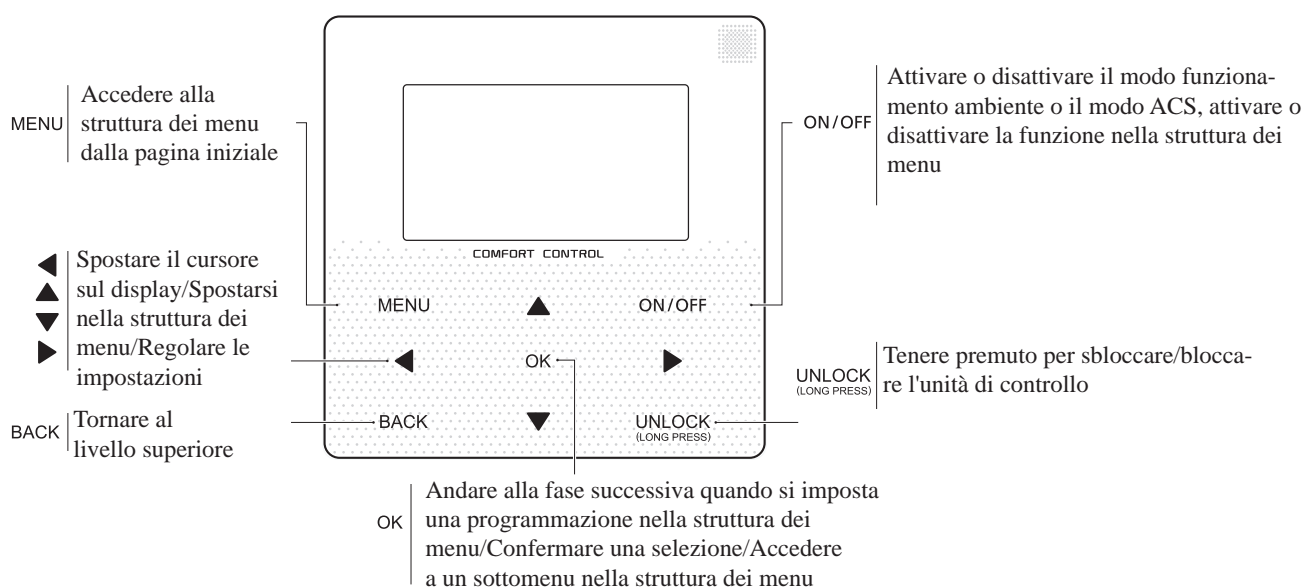 MENU
Accedere alla
struttura dei menu
dalla pagina iniziale
ON/OFF
Attivare o disattivare il modo funziona-
mento ambiente o il modo ACS, attivare o
disattivare la funzione nella struttura dei
menu
COMFORT CONTROL
Spostare il cursore
sul display/Spostarsi
nella struttura dei
menu/Regolare le
impostazioni
MENU
ON/OFF
OK
BACK
UNLOCK
(LONG PRESS)
UNLOCK
(LONG PRESS)
Tenere premuto per sbloccare/blocca-
re l'unità di controllo
BACK
Tornare al
livello superiore
OK
Andare alla fase successiva quando si imposta
una programmazione nella struttura dei
menu/Confermare una selezione/Accedere
a un sottomenu nella struttura dei menu